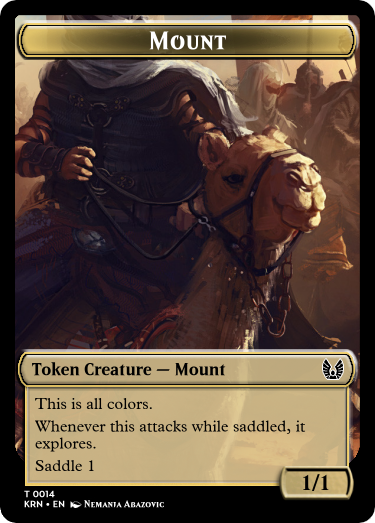 Mount
Token Creature — Mount
This is all colors.
Whenever this attacks while saddled, it
explores.
Saddle 1
1/1
T 0014
KRN • EN Nemania Abazovic